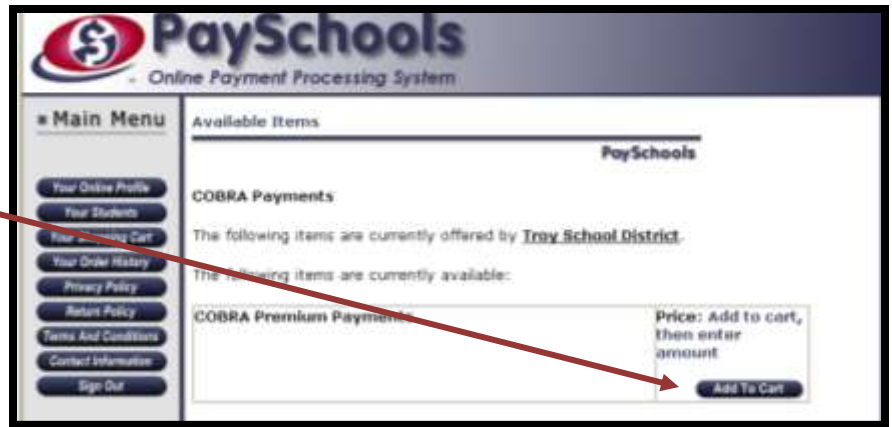 PaySchools
Online Payment Processing System
Main Menu
Your Online Profile
Your Students
Your Shopping Cart
Your Order History
Privacy Policy
Return Policy
Terms And Conditions
Contact Information
Sign Out
Available Items
PaySchools
COBRA Payments
The following items are currently offered by Troy School District.
The following items are currently available:
COBRA Premium Payments
Price: Add to cart,
then enter
amount
Add To Cart